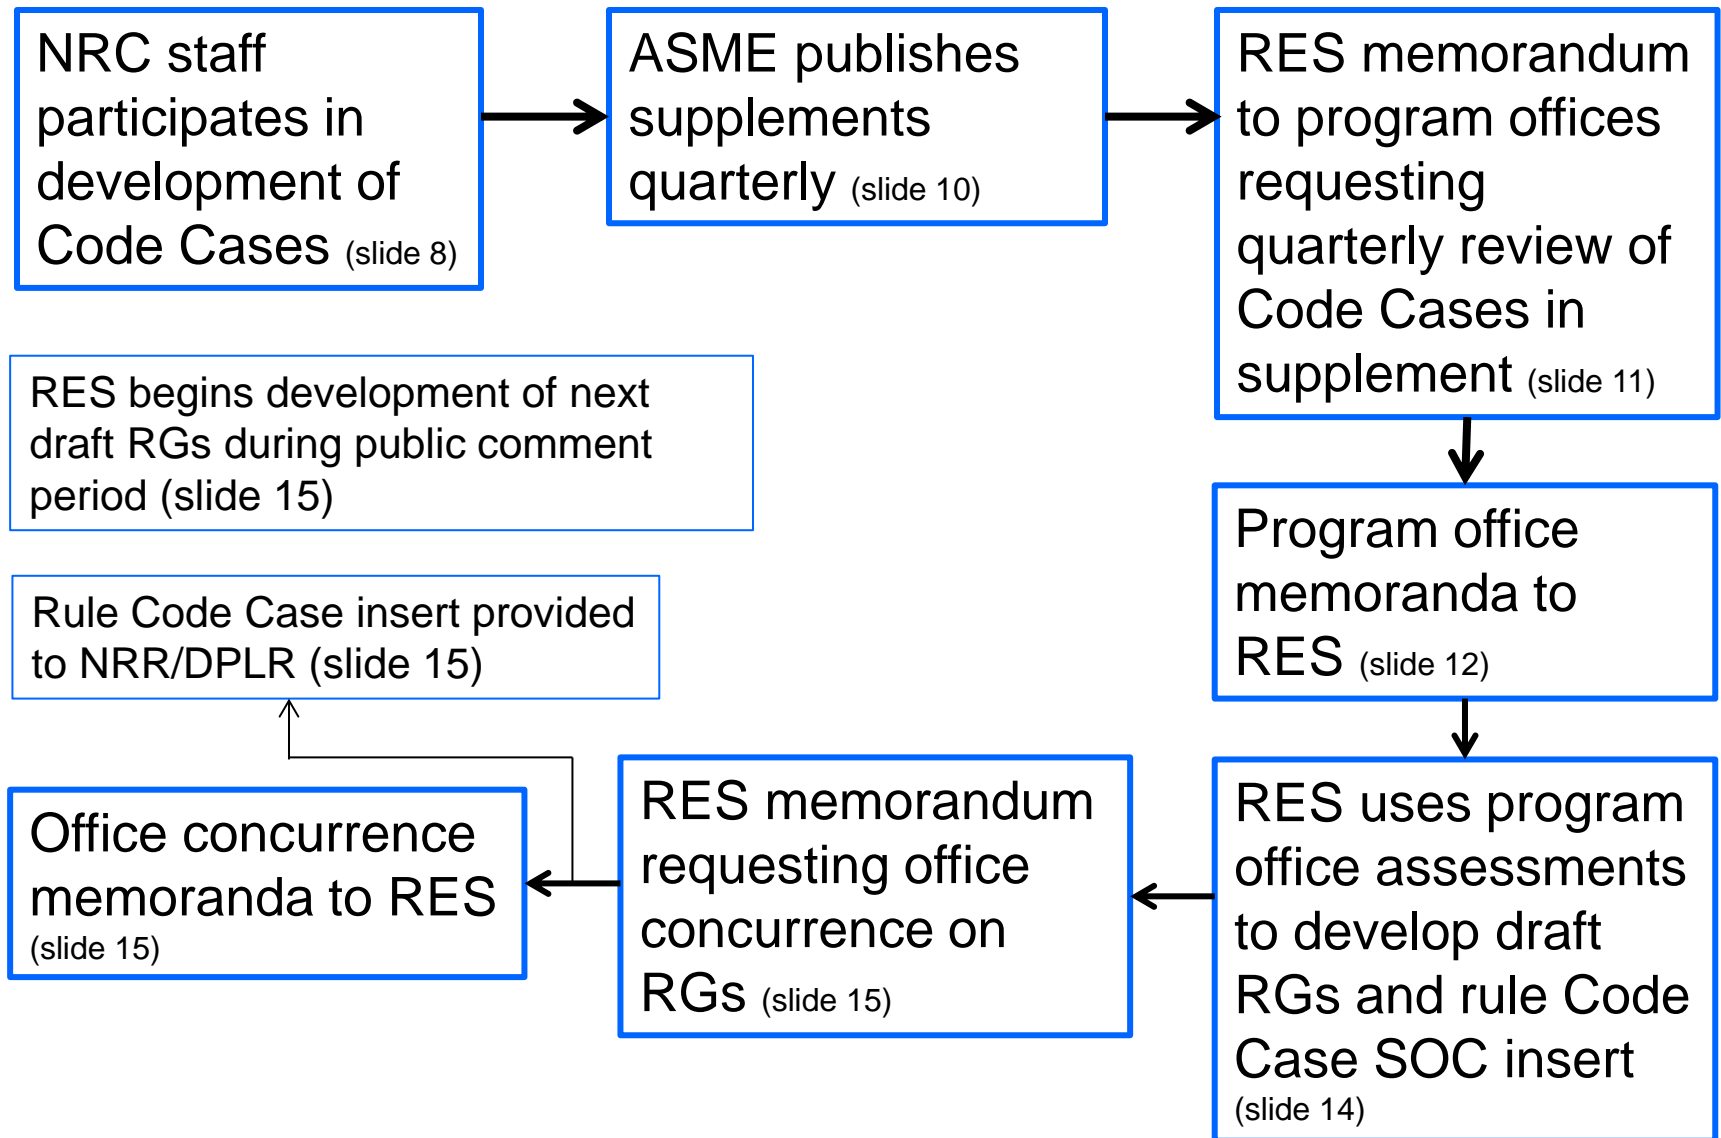 NRC staff
participates in
development of
Code Cases (slide 8)
ASME publishes
supplements
quarterly (slide 10)
RES memorandum
to program offices
requesting
quarterly review of
Code Cases in
supplement (slide 11)
Program office
memoranda to
RES (slide 12)
RES uses program
office assessments
to develop draft
RGs and rule Code
Case SOC insert
(slide 14)
RES memorandum
requesting office
concurrence on
RGs (slide 15)
Office concurrence
memoranda to RES
(slide 15)
Rule Code Case insert provided
to NRR/DPLR (slide 15)
RES begins development of next
draft RGs during public comment
period (slide 15)